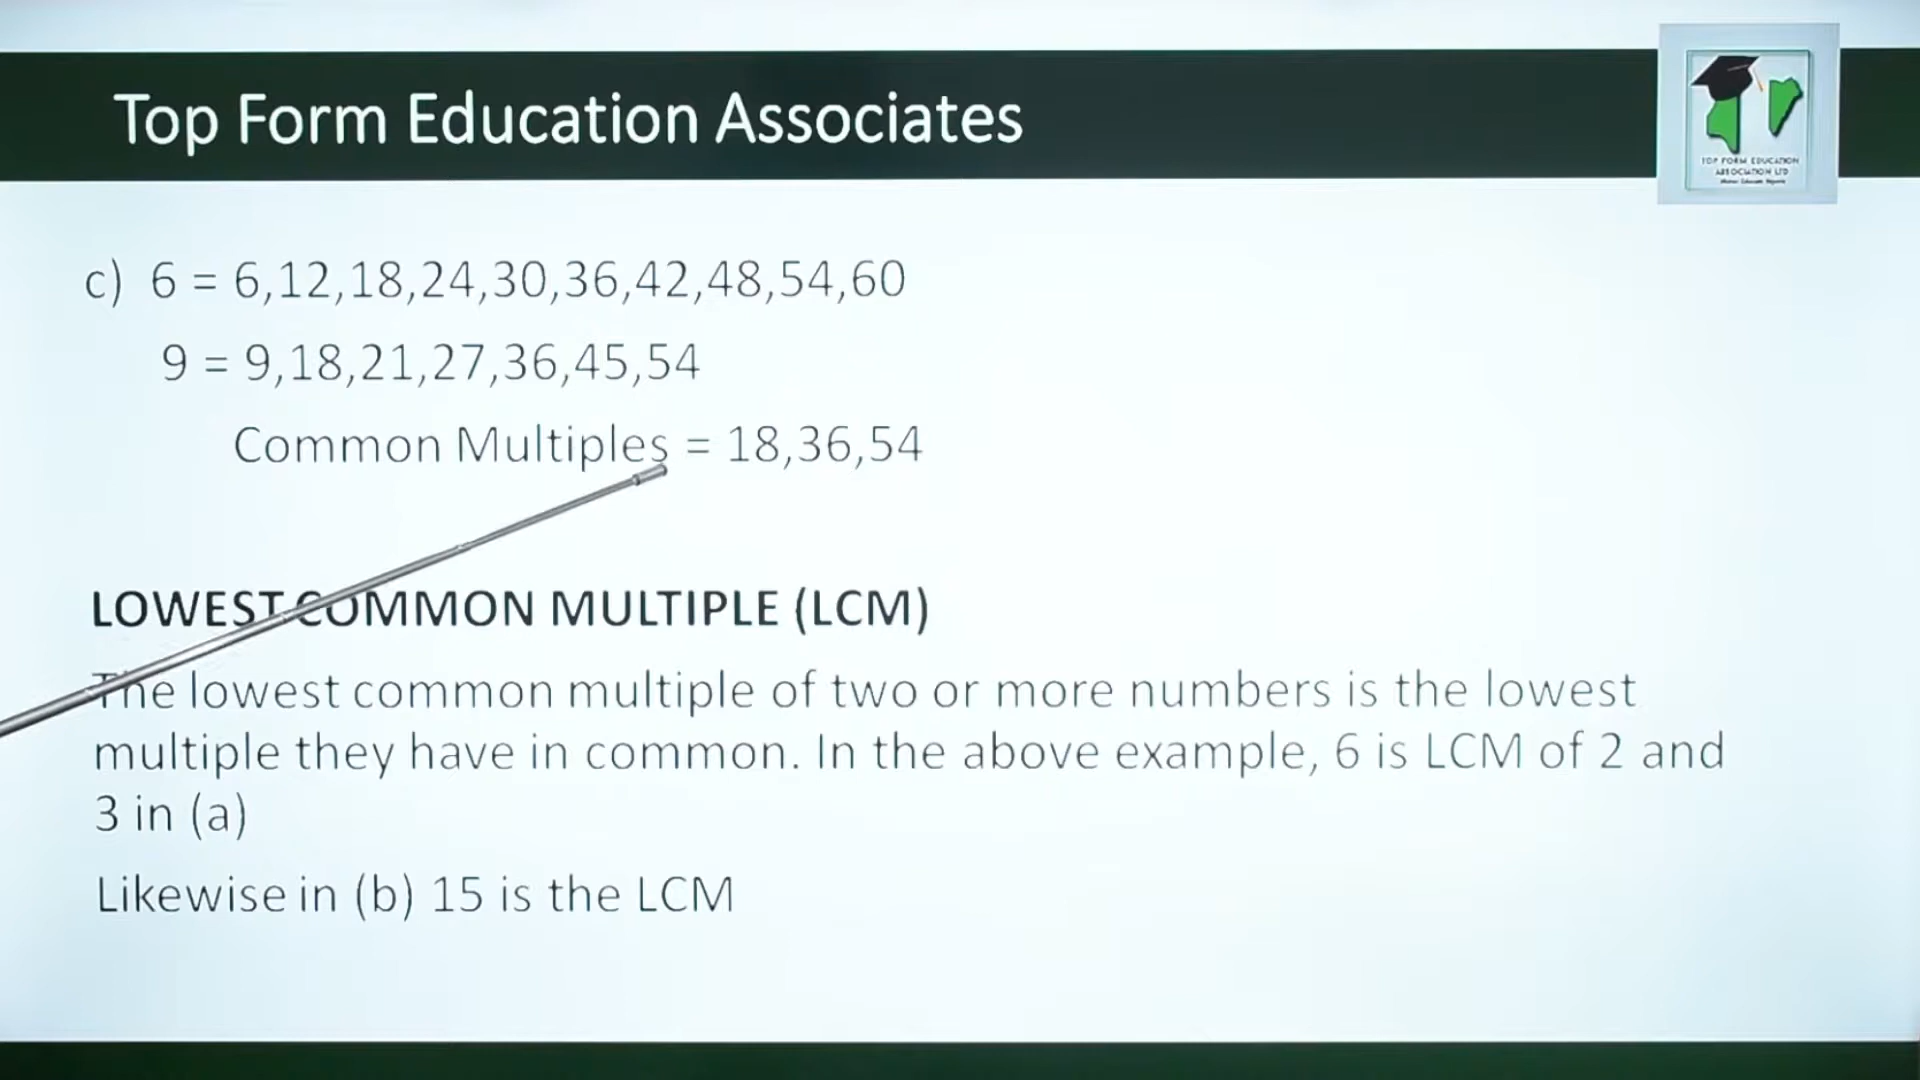 Top Form Education Associates
TOP FORM EDUCATION
ASSOCIATION LTD
c) 6 = 6,12,18,24,30,36,42,48,54,60
9 = 9,18,21,27,36,45,54
Common Multiples = 18,36,54
LOWEST COMMON MULTIPLE (LCM)
The lowest common multiple of two or more numbers is the lowest
multiple they have in common. In the above example, 6 is LCM of 2 and
3 in (a)
Likewise in (b) 15 is the LCM